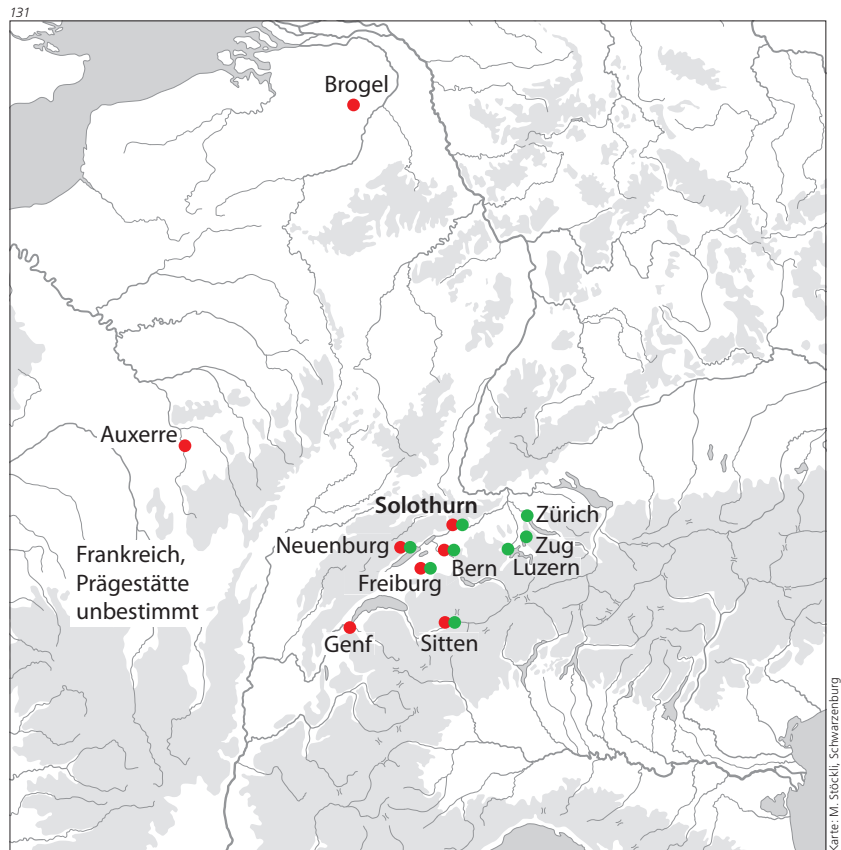 131
Brogel
Auxerre
Solothurn
Zürich
Neuenburg
Zug
Bern
Luzern
Frankreich,
Prägestätte
unbestimmt
Freiburg
Genf
Sitten
Karte: M. Stöckli, Schwarzenburg